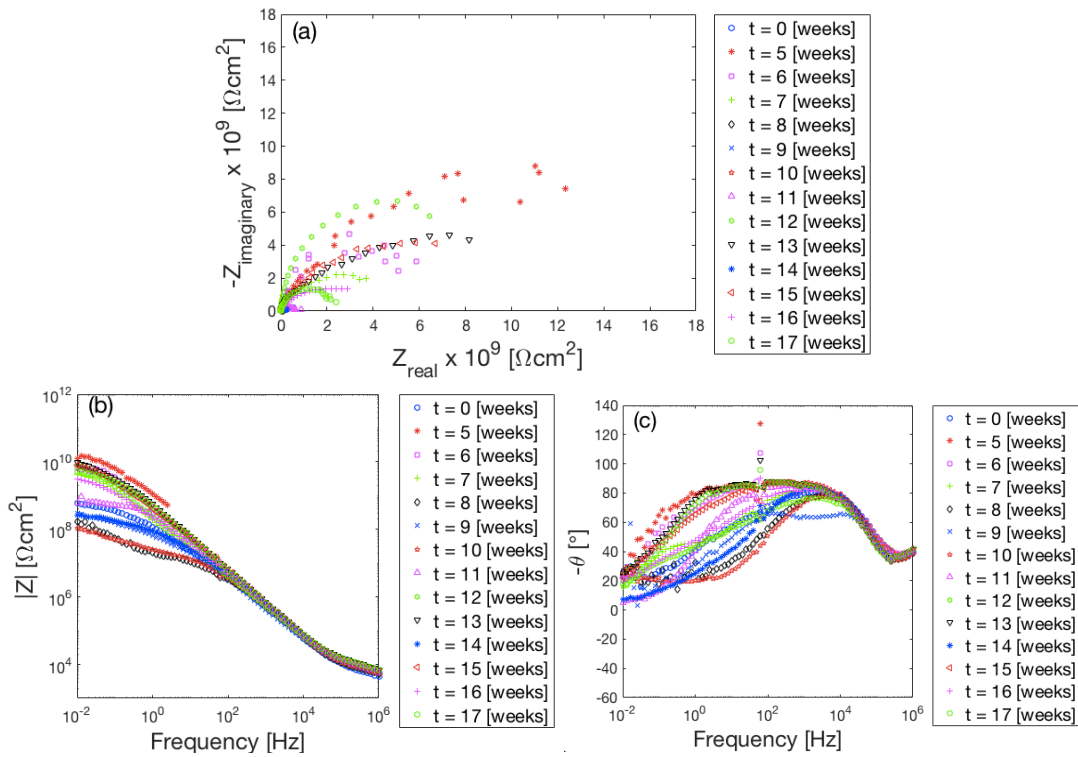 (a)
18
16
14
12
10
8
6
4
2
0
0 2 4 6 8 10 12 14 16 18
-Z_imaginary x 10^9 [Ωcm^2]
Z_real x 10^9 [Ωcm^2]
t = 0 [weeks]
t = 5 [weeks]
t = 6 [weeks]
t = 7 [weeks]
t = 8 [weeks]
t = 9 [weeks]
t = 10 [weeks]
t = 11 [weeks]
t = 12 [weeks]
t = 13 [weeks]
t = 14 [weeks]
t = 15 [weeks]
t = 16 [weeks]
t = 17 [weeks]
(b)
10^12
10^10
10^8
10^6
10^4
10^-2 10^0 10^2 10^4 10^6
|Z| [Ωcm^2]
Frequency [Hz]
t = 0 [weeks]
t = 5 [weeks]
t = 6 [weeks]
t = 7 [weeks]
t = 8 [weeks]
t = 9 [weeks]
t = 10 [weeks]
t = 11 [weeks]
t = 12 [weeks]
t = 13 [weeks]
t = 14 [weeks]
t = 15 [weeks]
t = 16 [weeks]
t = 17 [weeks]
(c)
140
120
100
80
60
40
20
0
-20
-40
-60
10^-2 10^0 10^2 10^4 10^6
-θ [°]
Frequency [Hz]
t = 0 [weeks]
t = 5 [weeks]
t = 6 [weeks]
t = 7 [weeks]
t = 8 [weeks]
t = 9 [weeks]
t = 10 [weeks]
t = 11 [weeks]
t = 12 [weeks]
t = 13 [weeks]
t = 14 [weeks]
t = 15 [weeks]
t = 16 [weeks]
t = 17 [weeks]